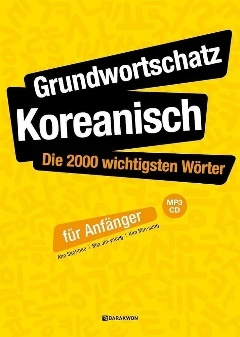 Grundwortschatz
Koreanisch
Die 2000 wichtigsten Wörter
für Anfänger
MP3
CD
DARAKWON